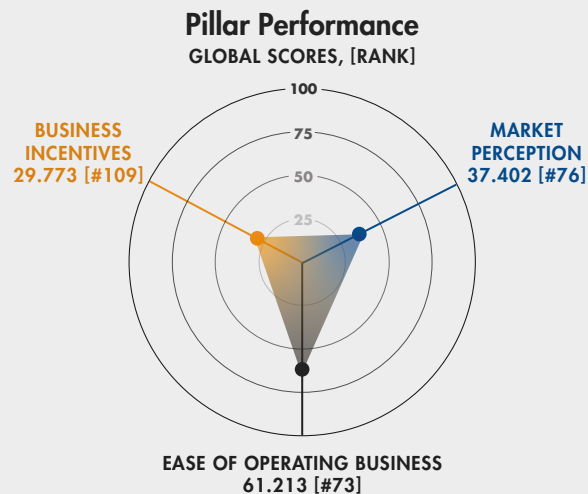 Pillar Performance
GLOBAL SCORES, [RANK]
100
75
50
25
BUSINESS
INCENTIVES
29.773 [#109]
MARKET
PERCEPTION
37.402 [#76]
EASE OF OPERATING BUSINESS
61.213 [#73]